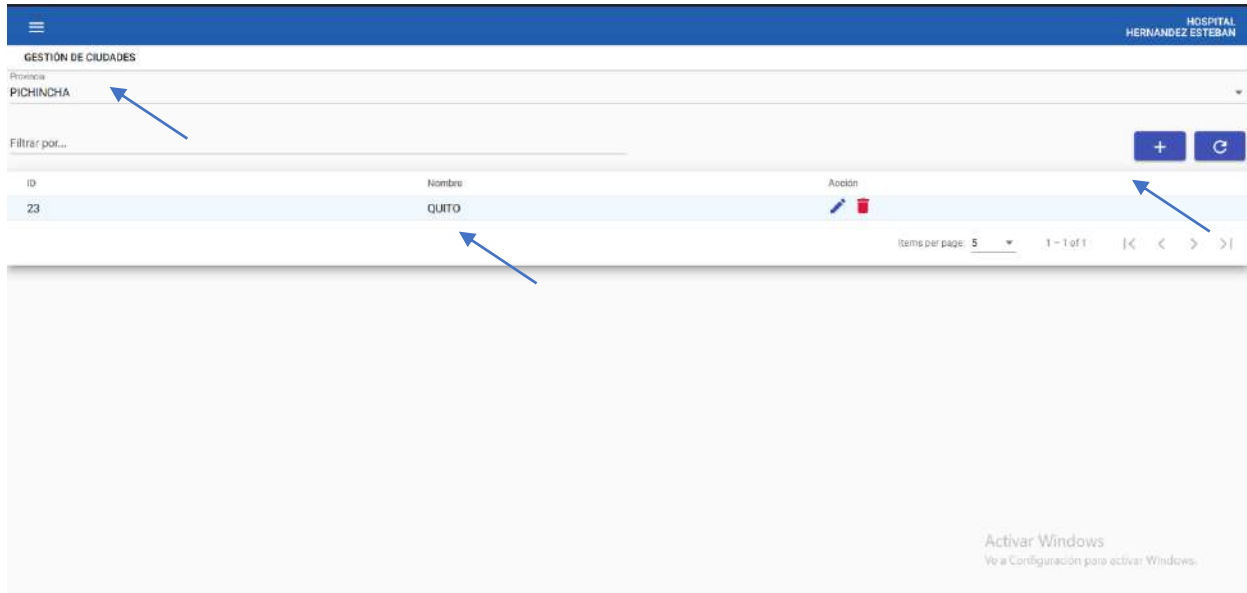 HOSPITAL
HERNANDEZ ESTEBAN
GESTIÓN DE CIUDADES
Provincia
PICHINCHA
Filtrar por...
ID Nombre Acción
23 QUITO
Items per page: 5 1 – 1 of 1
Activar Windows
Ve a Configuración para activar Windows.